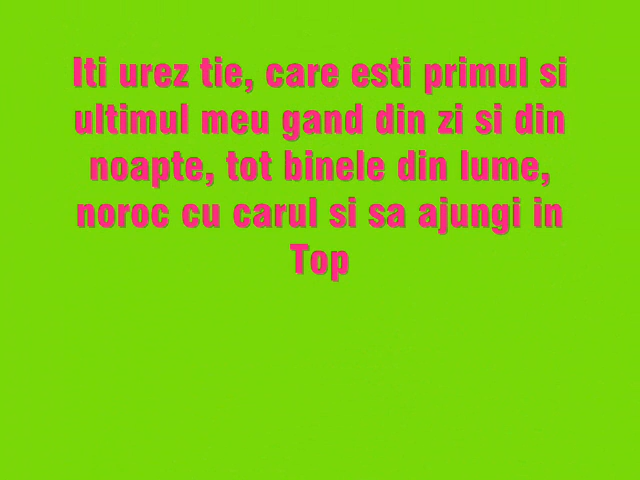 Iti urez tie, care esti primul si
ultimul meu gand din zi si din
noapte, tot binele din lume,
noroc cu carul si sa ajungi in
Top